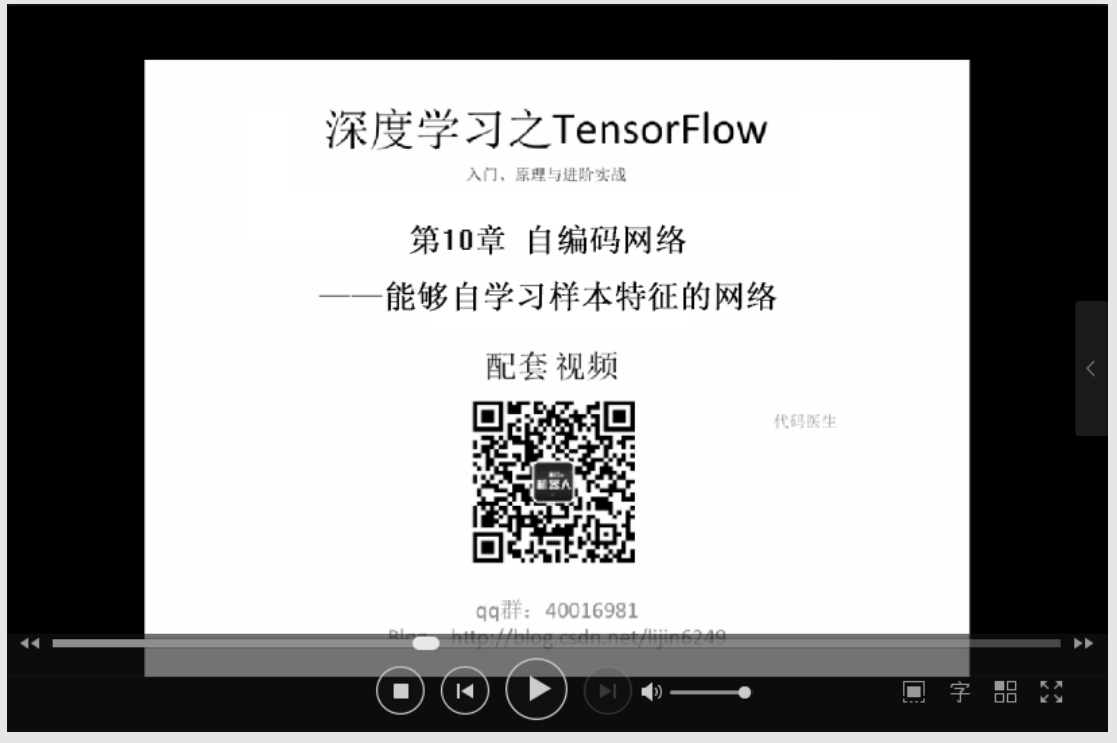 深度学习之TensorFlow
入门、原理与进阶实战
第10章 自编码网络
——能够自学习样本特征的网络
配套 视频
机器人
代码医生
qq群：40016981
Blog http://blog.csdn.net/lijin6249
字